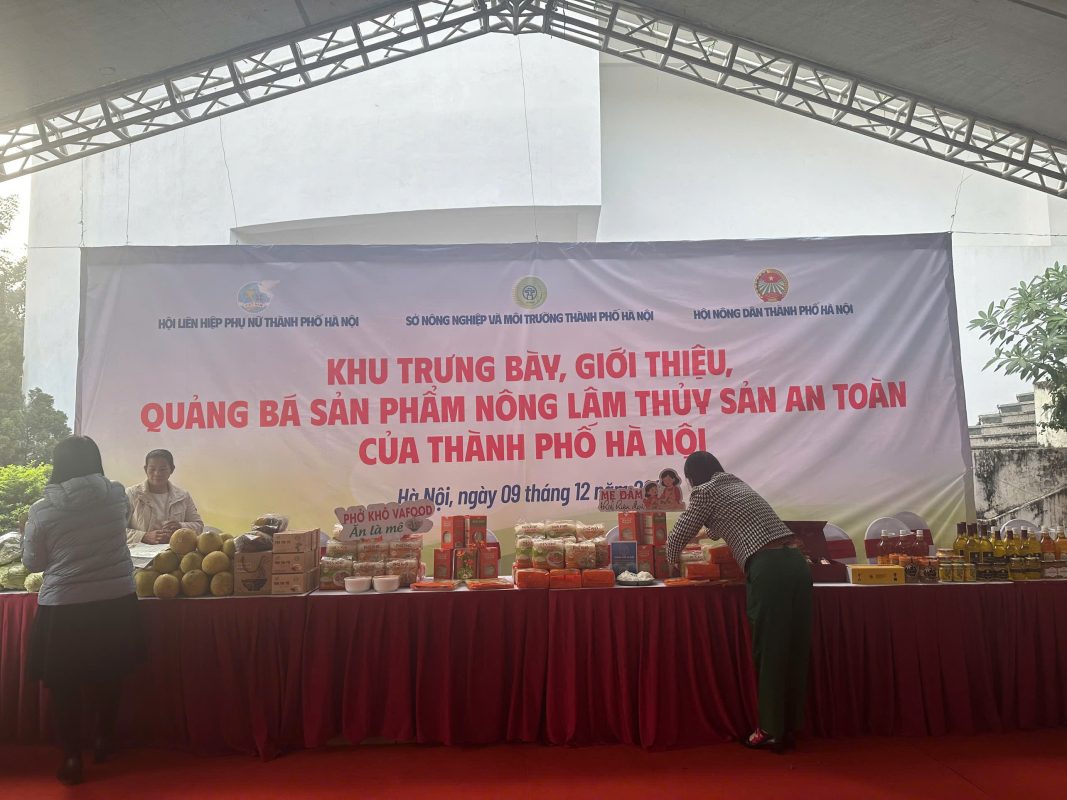 HỘI LIÊN HIỆP PHỤ NỮ THÀNH PHỐ HÀ NỘI
SỞ NÔNG NGHIỆP VÀ MÔI TRƯỜNG THÀNH PHỐ HÀ NỘI
HỘI NÔNG DÂN THÀNH PHỐ HÀ NỘI
KHU TRƯNG BÀY, GIỚI THIỆU,
QUẢNG BÁ SẢN PHẨM NÔNG LÂM THỦY SẢN AN TOÀN
CỦA THÀNH PHỐ HÀ NỘI
Hà Nội, ngày 09 tháng 12 năm
MẸ ĐẢM
PHỞ KHÔ VAFOOD
Ăn là mê